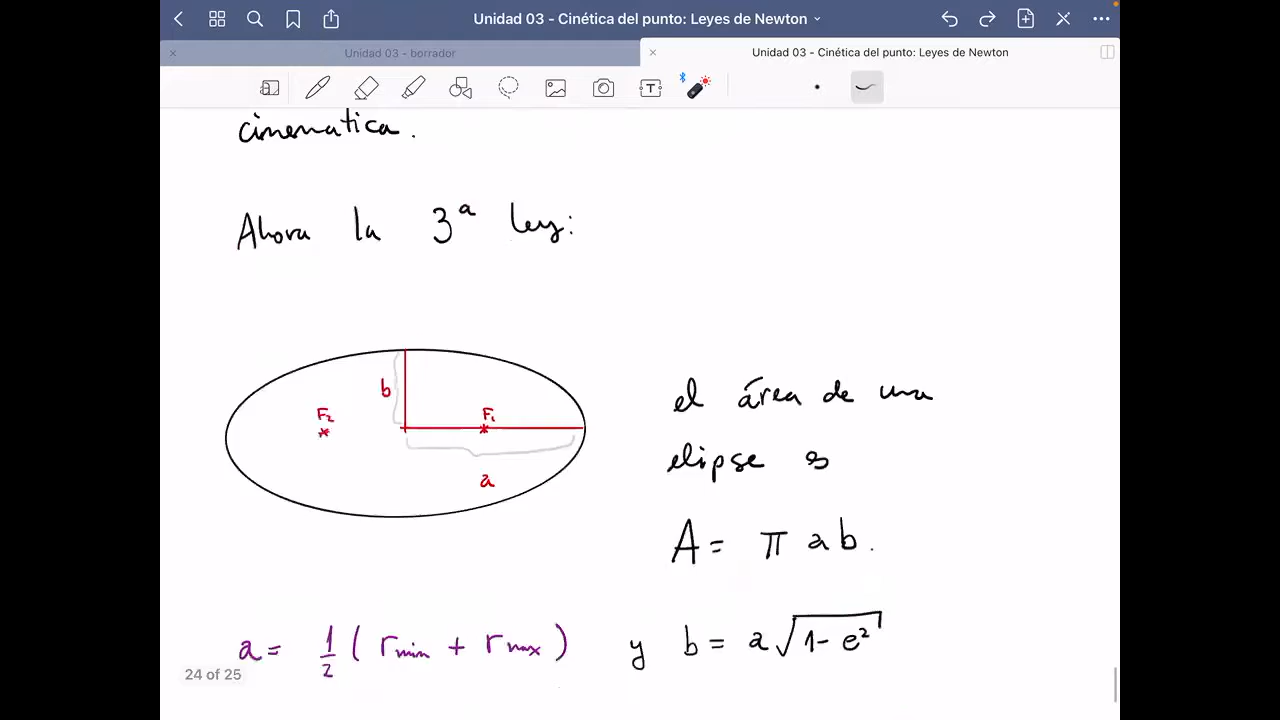 Unidad 03 - Cinética del punto: Leyes de Newton
Unidad 03 - borrador
Unidad 03 - Cinética del punto: Leyes de Newton
T
cinematica.
Ahora la 3ª ley:
b
F₂
F₁
a
el área de una
elipse es
A = π ab.
a = 1/2 ( rmin + rmax ) y b = a√(1 - e²)
24 of 25